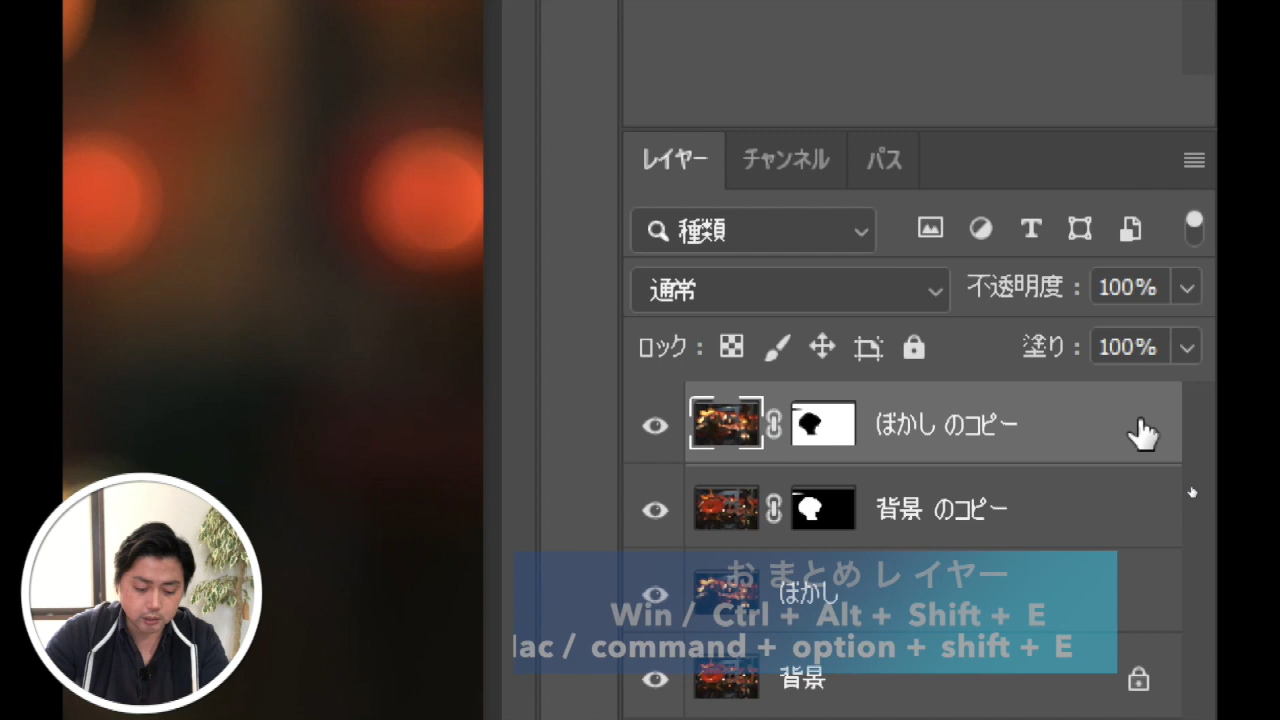 レイヤー
チャンネル
パス
種類
通常
不透明度 : 100%
ロック :
塗り : 100%
ぼかし のコピー
背景 のコピー
おまとめレイヤー
ぼかし
Win / Ctrl + Alt + Shift + E
lac / command + option + shift + E
背景